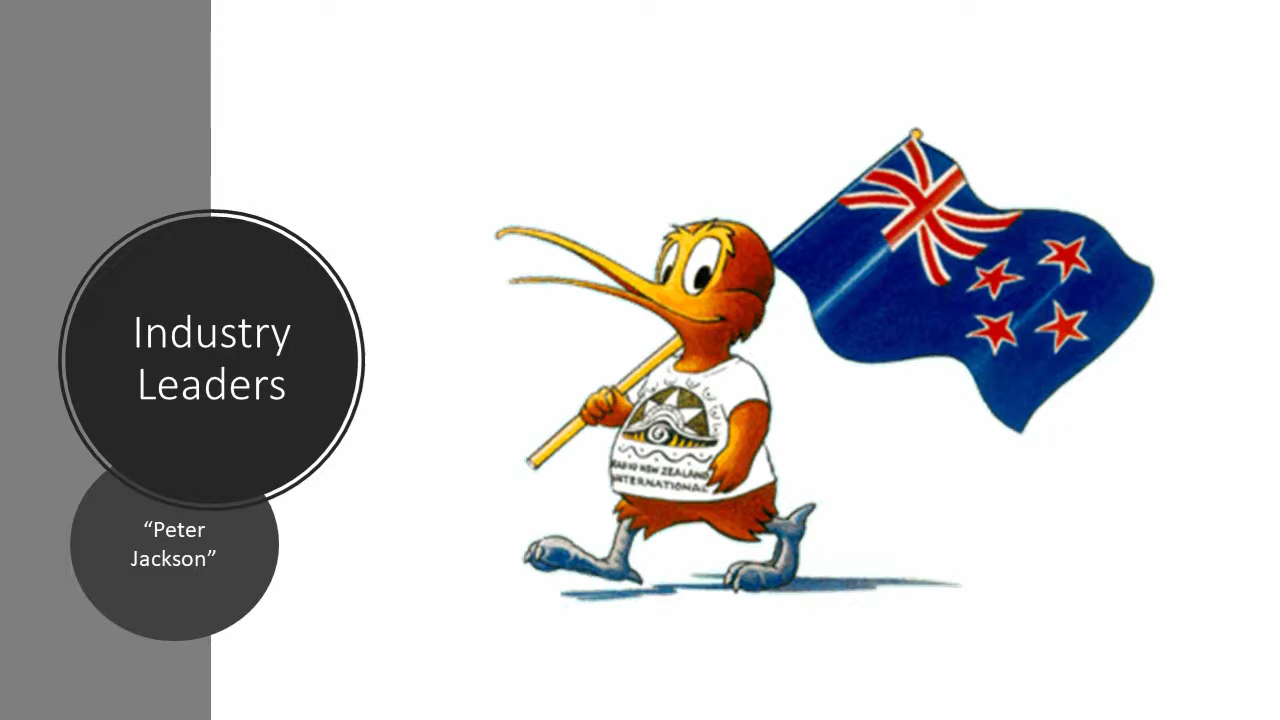 Industry
Leaders
“Peter
Jackson”
RADIO NEW ZEALAND
INTERNATIONAL